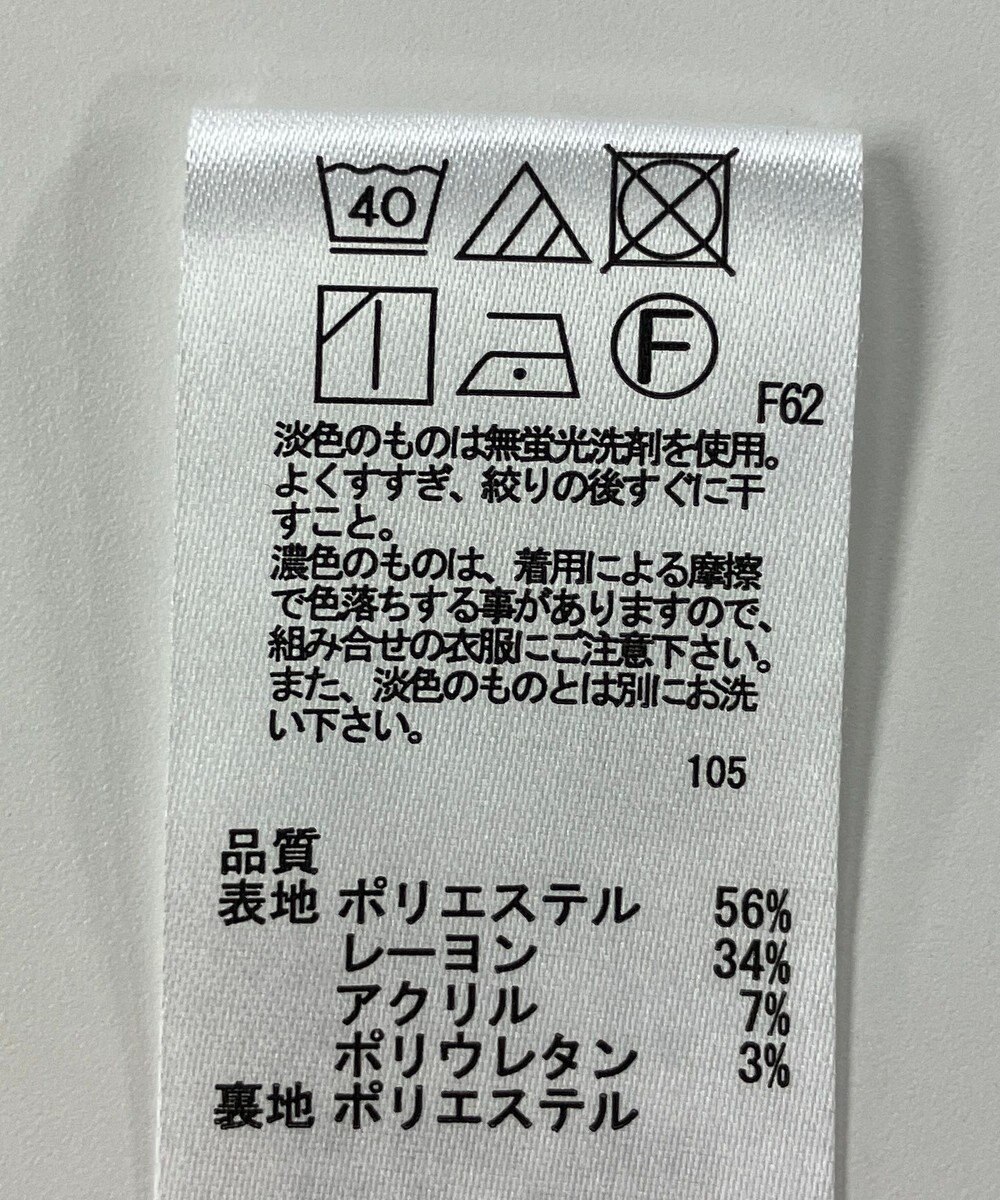 40
F
F62
淡色のものは無蛍光洗剤を使用。
よくすすぎ、絞りの後すぐに干
すこと。
濃色のものは、着用による摩擦
で色落ちする事がありますので、
組み合せの衣服にご注意下さい。
また、淡色のものとは別にお洗
い下さい。
105
品質
表地 ポリエステル 56%
レーヨン 34%
アクリル 7%
ポリウレタン 3%
裏地 ポリエステル